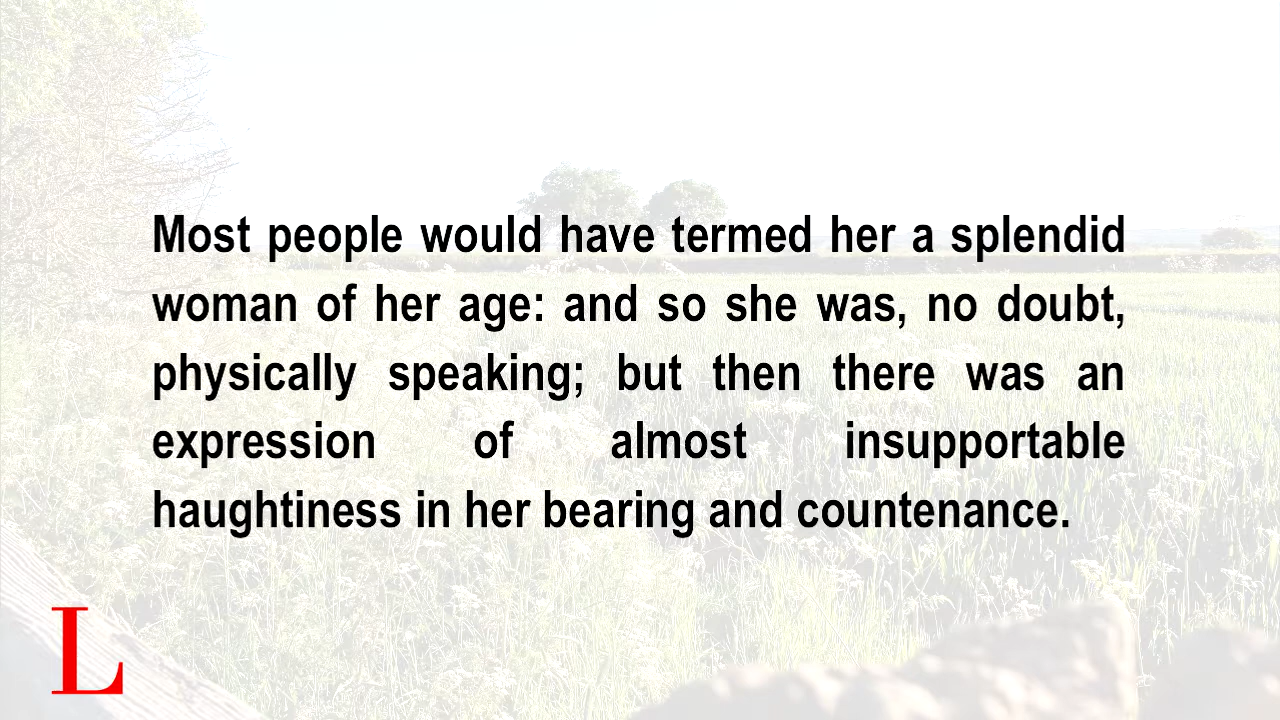 Most people would have termed her a splendid
woman of her age: and so she was, no doubt,
physically speaking; but then there was an
expression of almost insupportable
haughtiness in her bearing and countenance.
L